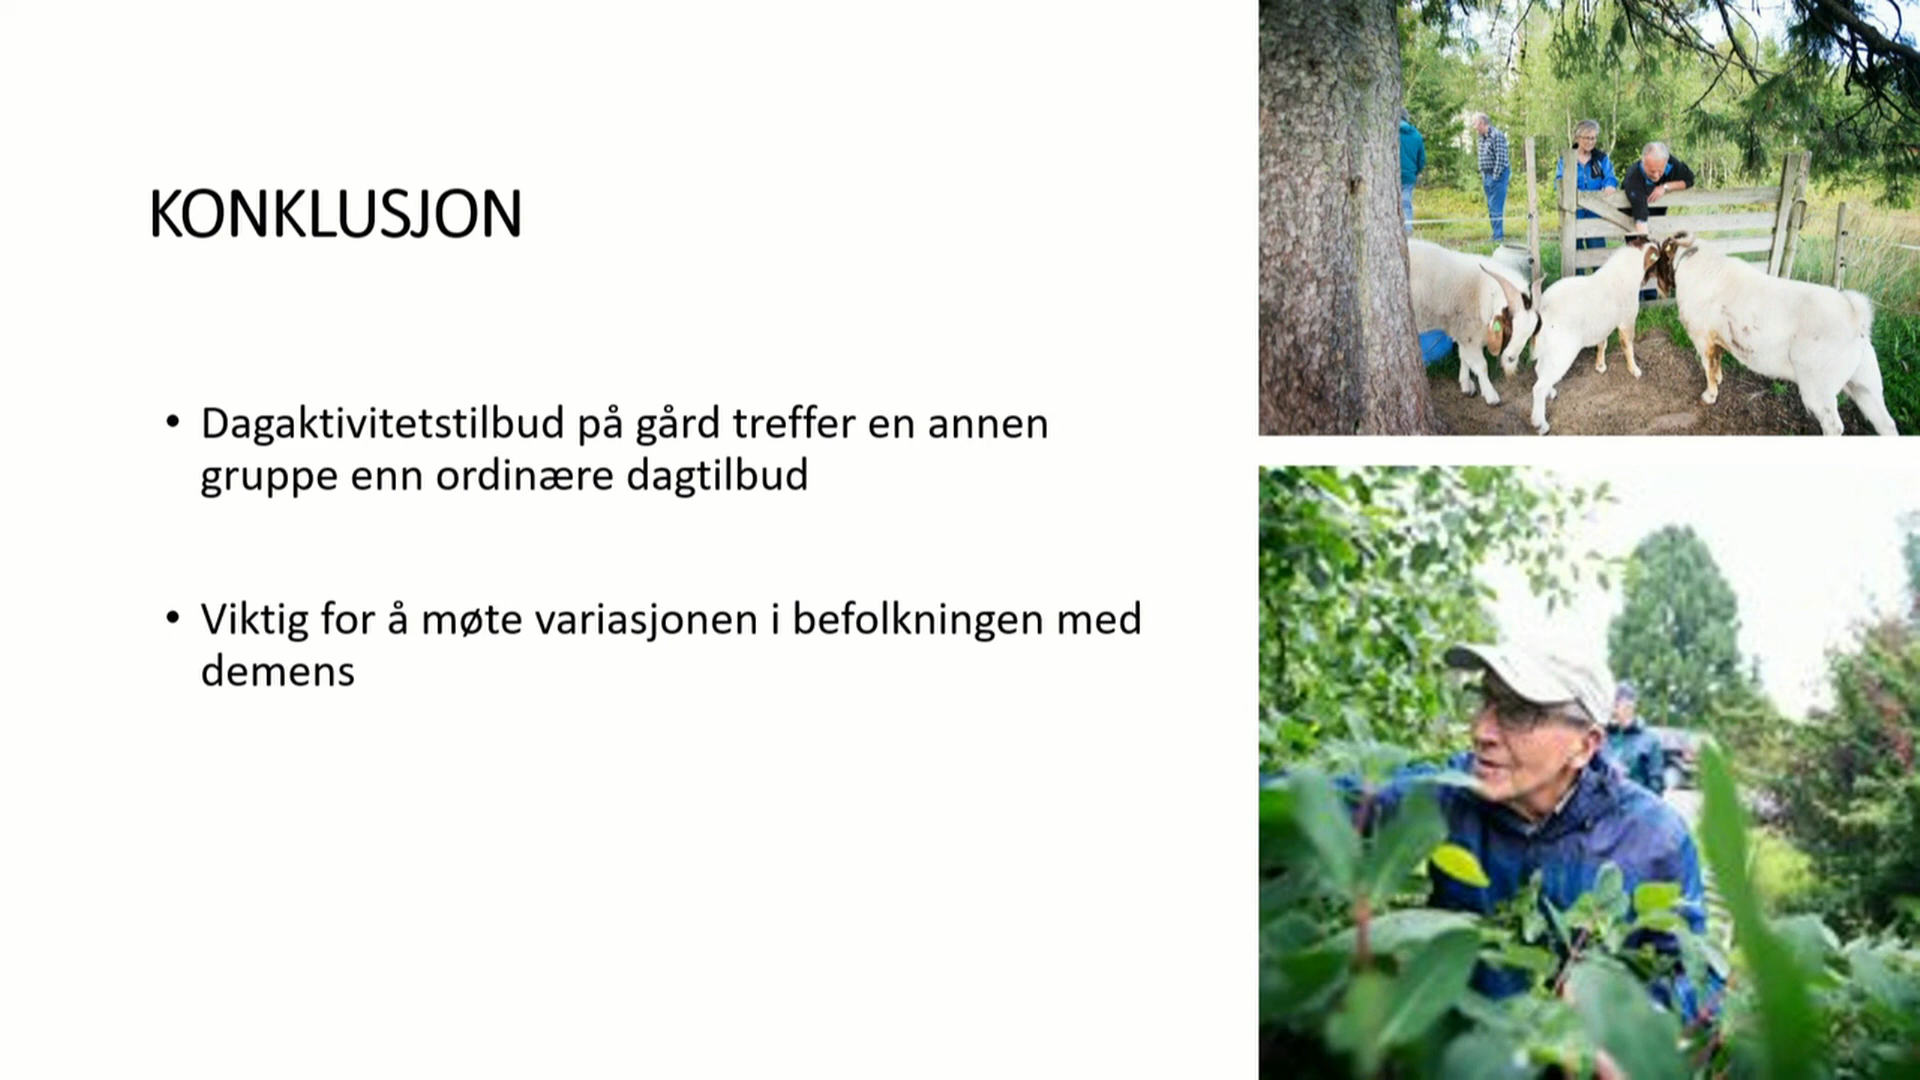 KONKLUSJON
• Dagaktivitetstilbud på gård treffer en annen
gruppe enn ordinære dagtilbud
• Viktig for å møte variasjonen i befolkningen med
demens